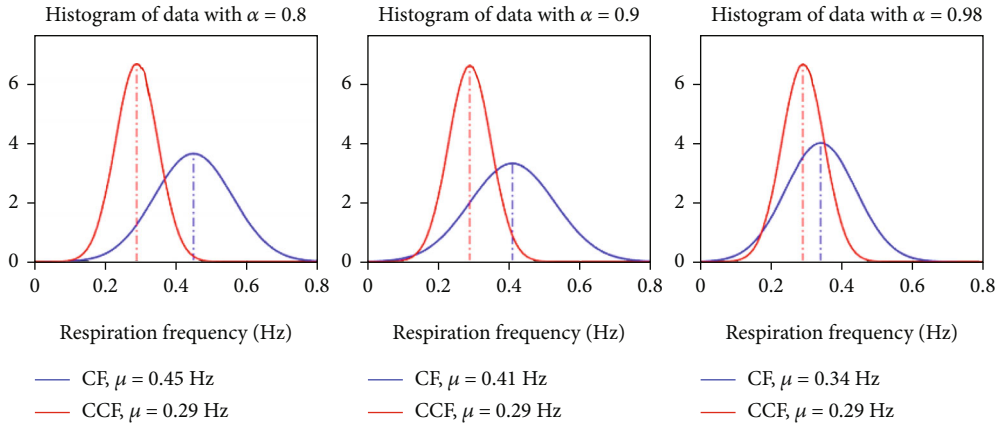 Histogram of data with α = 0.8
6
4
2
0
0 0.2 0.4 0.6 0.8
Respiration frequency (Hz)
CF, μ = 0.45 Hz
CCF, μ = 0.29 Hz
Histogram of data with α = 0.9
6
4
2
0
0 0.2 0.4 0.6 0.8
Respiration frequency (Hz)
CF, μ = 0.41 Hz
CCF, μ = 0.29 Hz
Histogram of data with α = 0.98
6
4
2
0
0 0.2 0.4 0.6 0.8
Respiration frequency (Hz)
CF, μ = 0.34 Hz
CCF, μ = 0.29 Hz